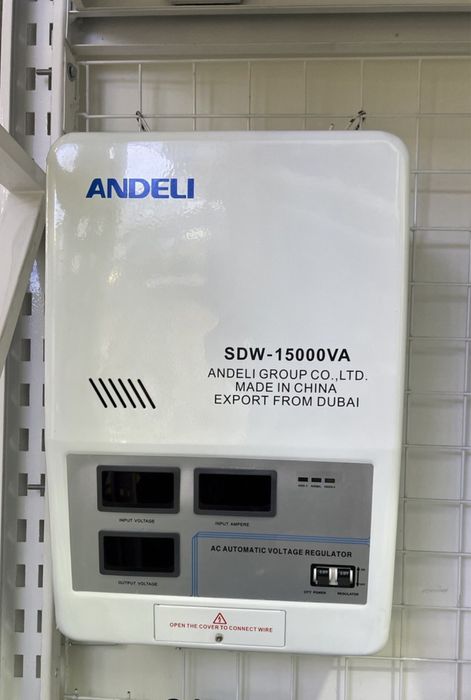 ANDELI
SDW-15000VA
ANDELI GROUP CO.,LTD.
MADE IN CHINA
EXPORT FROM DUBAI
INPUT VOLTAGE
INPUT AMPERE
OUTPUT VOLTAGE
AC AUTOMATIC VOLTAGE REGULATOR
CITY POWER
REGULATOR
OPEN THE COVER TO CONNECT WIRE